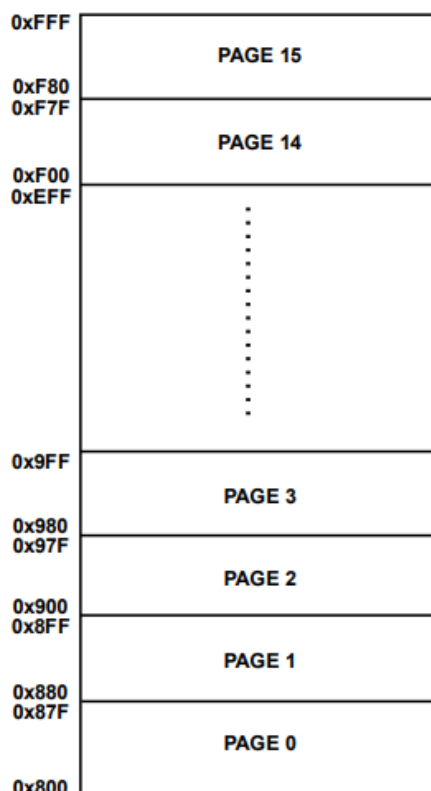 0xFFF
PAGE 15
0xF80
0xF7F
PAGE 14
0xF00
0xEFF
0x9FF
PAGE 3
0x980
0x97F
PAGE 2
0x900
0x8FF
PAGE 1
0x880
0x87F
PAGE 0
0x800